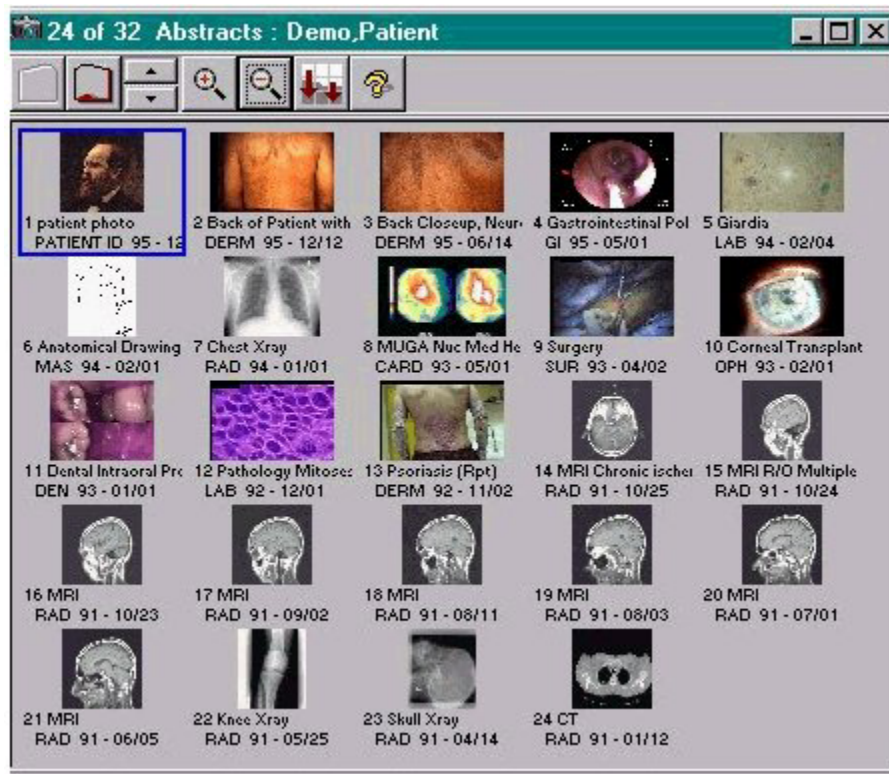 24 of 32 Abstracts : Demo,Patient
1 patient photo
PATIENT ID 95 - 12
2 Back of Patient with
DERM 95 - 12/12
3 Back Closeup, Neur
DERM 95 - 06/14
4 Gastrointestinal Pol
GI 95 - 05/01
5 Giardia
LAB 94 - 02/04
6 Anatomical Drawing
MAS 94 - 02/01
7 Chest Xray
RAD 94 - 01/01
8 MUGA Nuc Med He
CARD 93 - 05/01
9 Surgery
SUR 93 - 04/02
10 Corneal Transplant
OPH 93 - 02/01
11 Dental Intraoral Pro
DEN 93 - 01/01
12 Pathology Mitoses
LAB 92 - 12/01
13 Psoriasis (Rpt)
DERM 92 - 11/02
14 MRI Chronic ischer
RAD 91 - 10/25
15 MRI R/O Multiple
RAD 91 - 10/24
16 MRI
RAD 91 - 10/23
17 MRI
RAD 91 - 09/02
18 MRI
RAD 91 - 08/11
19 MRI
RAD 91 - 08/03
20 MRI
RAD 91 - 07/01
21 MRI
RAD 91 - 06/05
22 Knee Xray
RAD 91 - 05/25
23 Skull Xray
RAD 91 - 04/14
24 CT
RAD 91 - 01/12